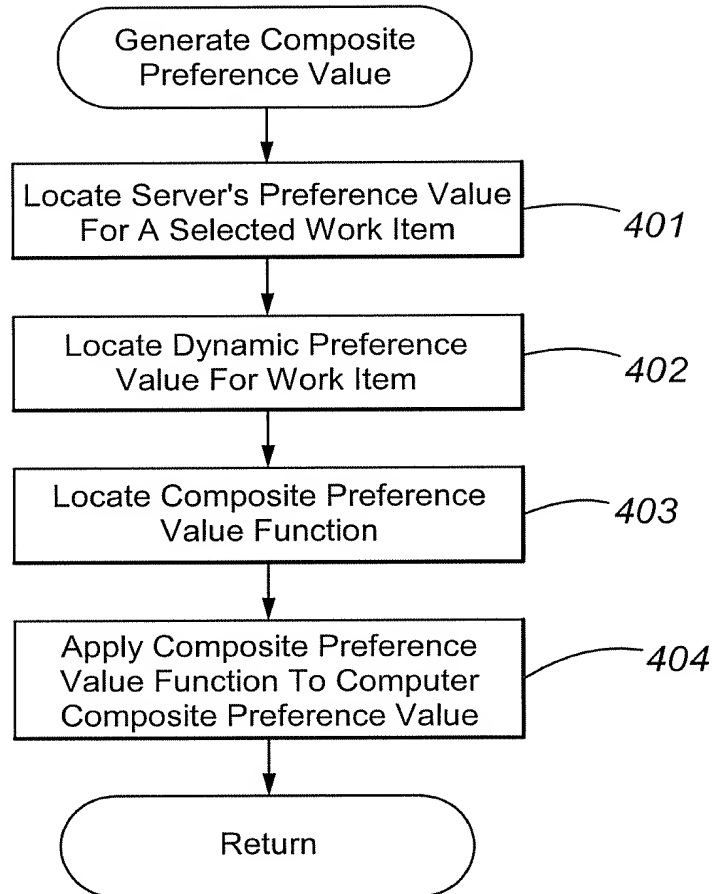 Generate Composite
Preference Value
Locate Server's Preference Value
For A Selected Work Item
401
Locate Dynamic Preference
Value For Work Item
402
Locate Composite Preference
Value Function
403
Apply Composite Preference
Value Function To Computer
Composite Preference Value
404
Return